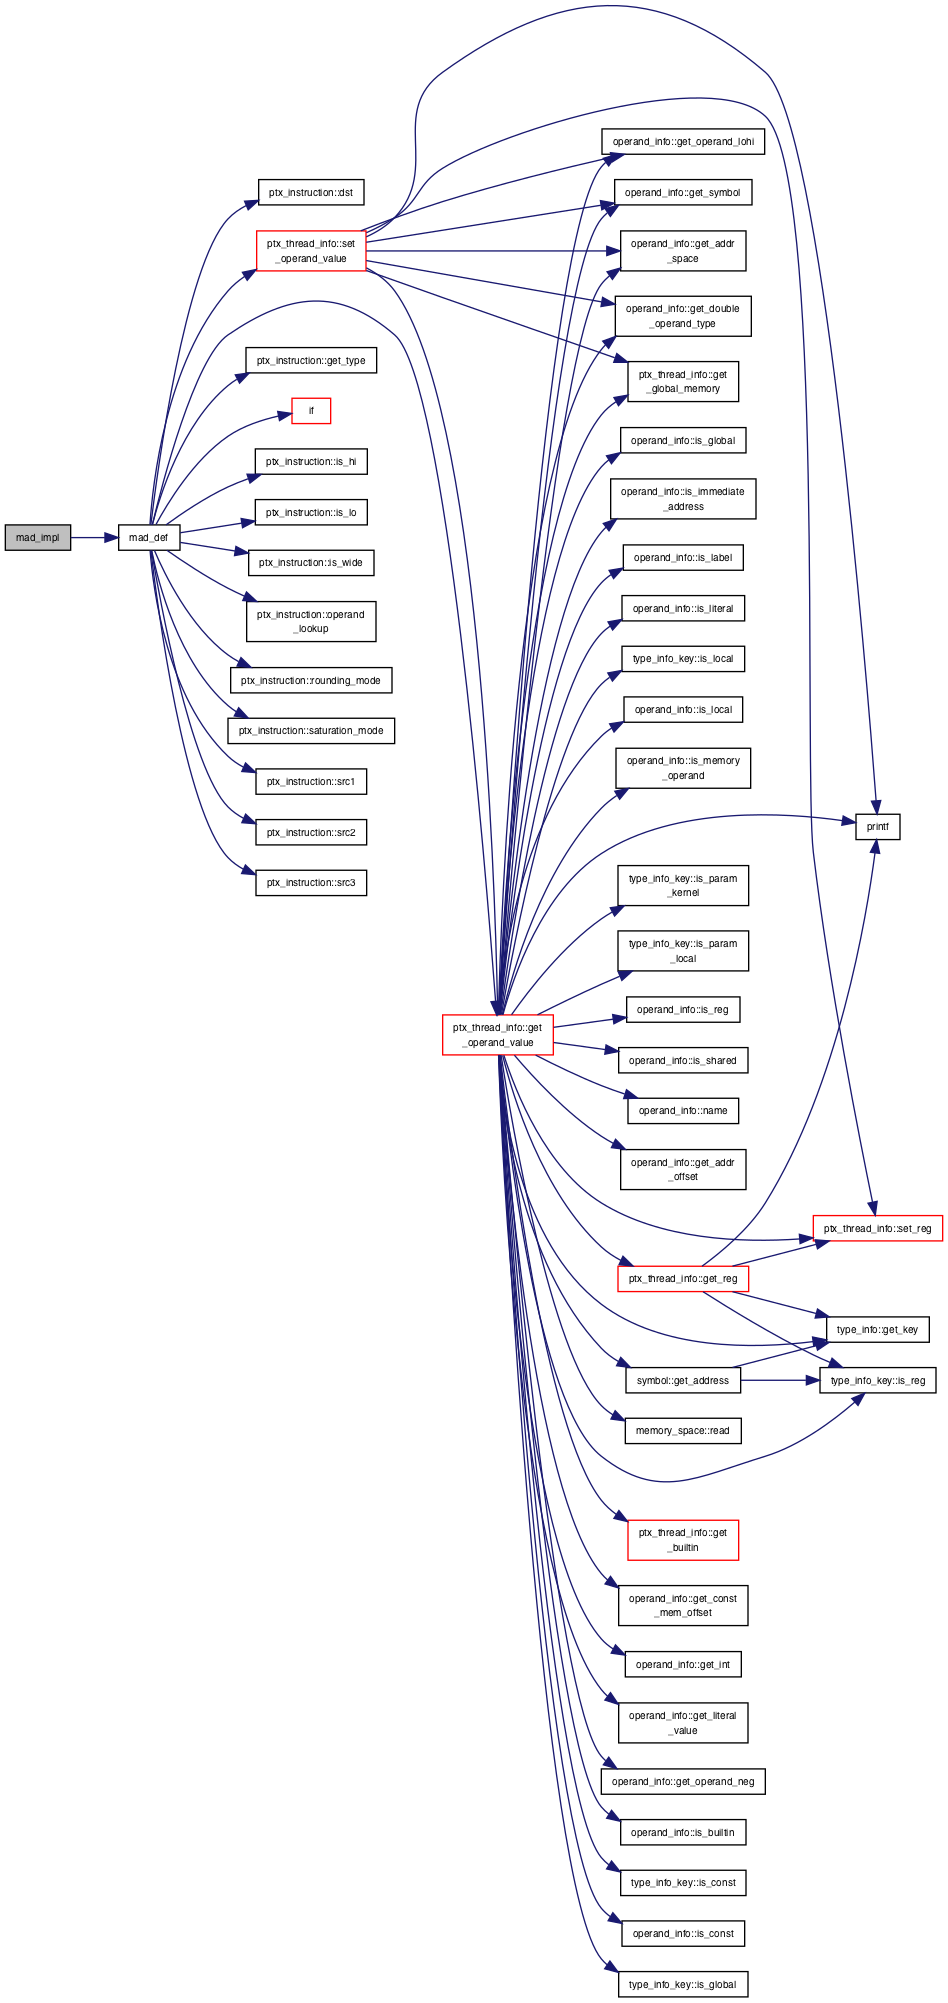 mad_impl
mad_def
ptx_instruction::dst
ptx_thread_info::set
_operand_value
ptx_instruction::get_type
if
ptx_instruction::is_hi
ptx_instruction::is_lo
ptx_instruction::is_wide
ptx_instruction::operand
_lookup
ptx_instruction::rounding_mode
ptx_instruction::saturation_mode
ptx_instruction::src1
ptx_instruction::src2
ptx_instruction::src3
ptx_thread_info::get
_operand_value
operand_info::get_operand_lohi
operand_info::get_symbol
operand_info::get_addr
_space
operand_info::get_double
_operand_type
ptx_thread_info::get
_global_memory
operand_info::is_global
operand_info::is_immediate
_address
operand_info::is_label
operand_info::is_literal
type_info_key::is_local
operand_info::is_local
operand_info::is_memory
_operand
type_info_key::is_param
_kernel
type_info_key::is_param
_local
operand_info::is_reg
operand_info::is_shared
operand_info::name
operand_info::get_addr
_offset
ptx_thread_info::get_reg
symbol::get_address
memory_space::read
ptx_thread_info::get
_builtin
operand_info::get_const
_mem_offset
operand_info::get_int
operand_info::get_literal
_value
operand_info::get_operand_neg
operand_info::is_builtin
type_info_key::is_const
operand_info::is_const
type_info_key::is_global
printf
ptx_thread_info::set_reg
type_info::get_key
type_info_key::is_reg